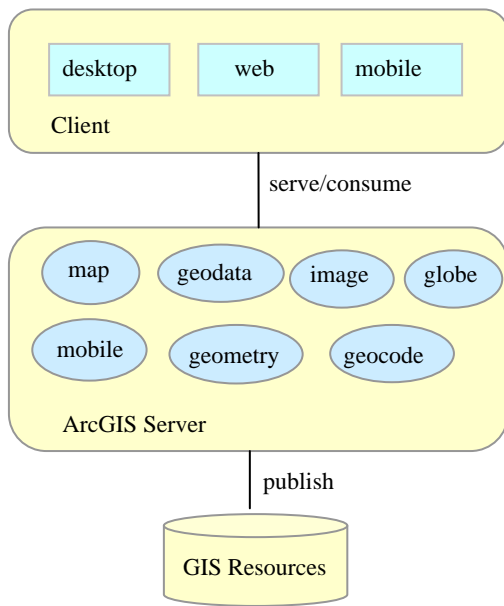 desktop web mobile
Client
serve/consume
map geodata image globe
mobile geometry geocode
ArcGIS Server
publish
GIS Resources